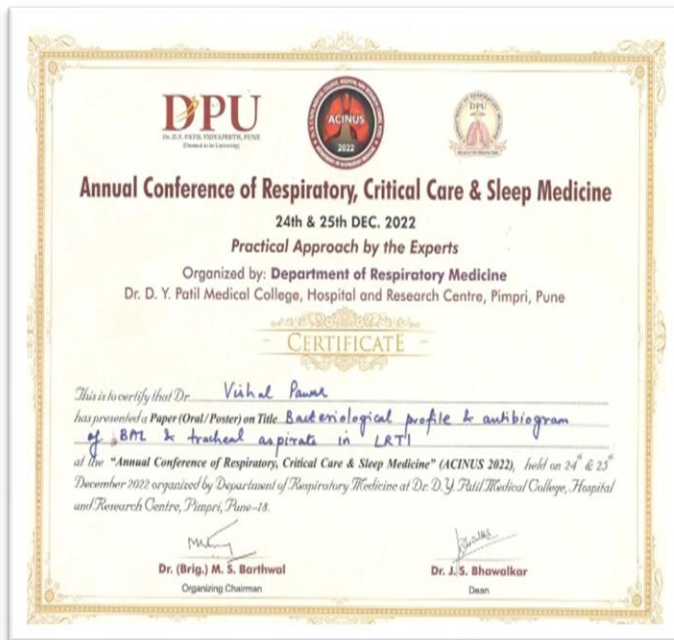 DPU
Dr. D. Y. PATIL VIDYAPEETH, PUNE
(Deemed to be University)
ACINUS
2022
DPU
Annual Conference of Respiratory, Critical Care & Sleep Medicine
24th & 25th DEC. 2022
Practical Approach by the Experts
Organized by: Department of Respiratory Medicine
Dr. D. Y. Patil Medical College, Hospital and Research Centre, Pimpri, Pune
CERTIFICATE
This is to certify that Dr. Vishal Pawar
has presented a Paper (Oral/Poster) on Title Bacteriological profile & antibiogram
of BAL & tracheal aspirate in LRTI
at the "Annual Conference of Respiratory, Critical Care & Sleep Medicine" (ACINUS 2022), held on 24th & 25th
December 2022 organized by Department of Respiratory Medicine at Dr. D.Y. Patil Medical College, Hospital
and Research Centre, Pimpri, Pune-18.
Dr. (Brig.) M. S. Barthwal
Organizing Chairman
Dr. J. S. Bhawalkar
Dean